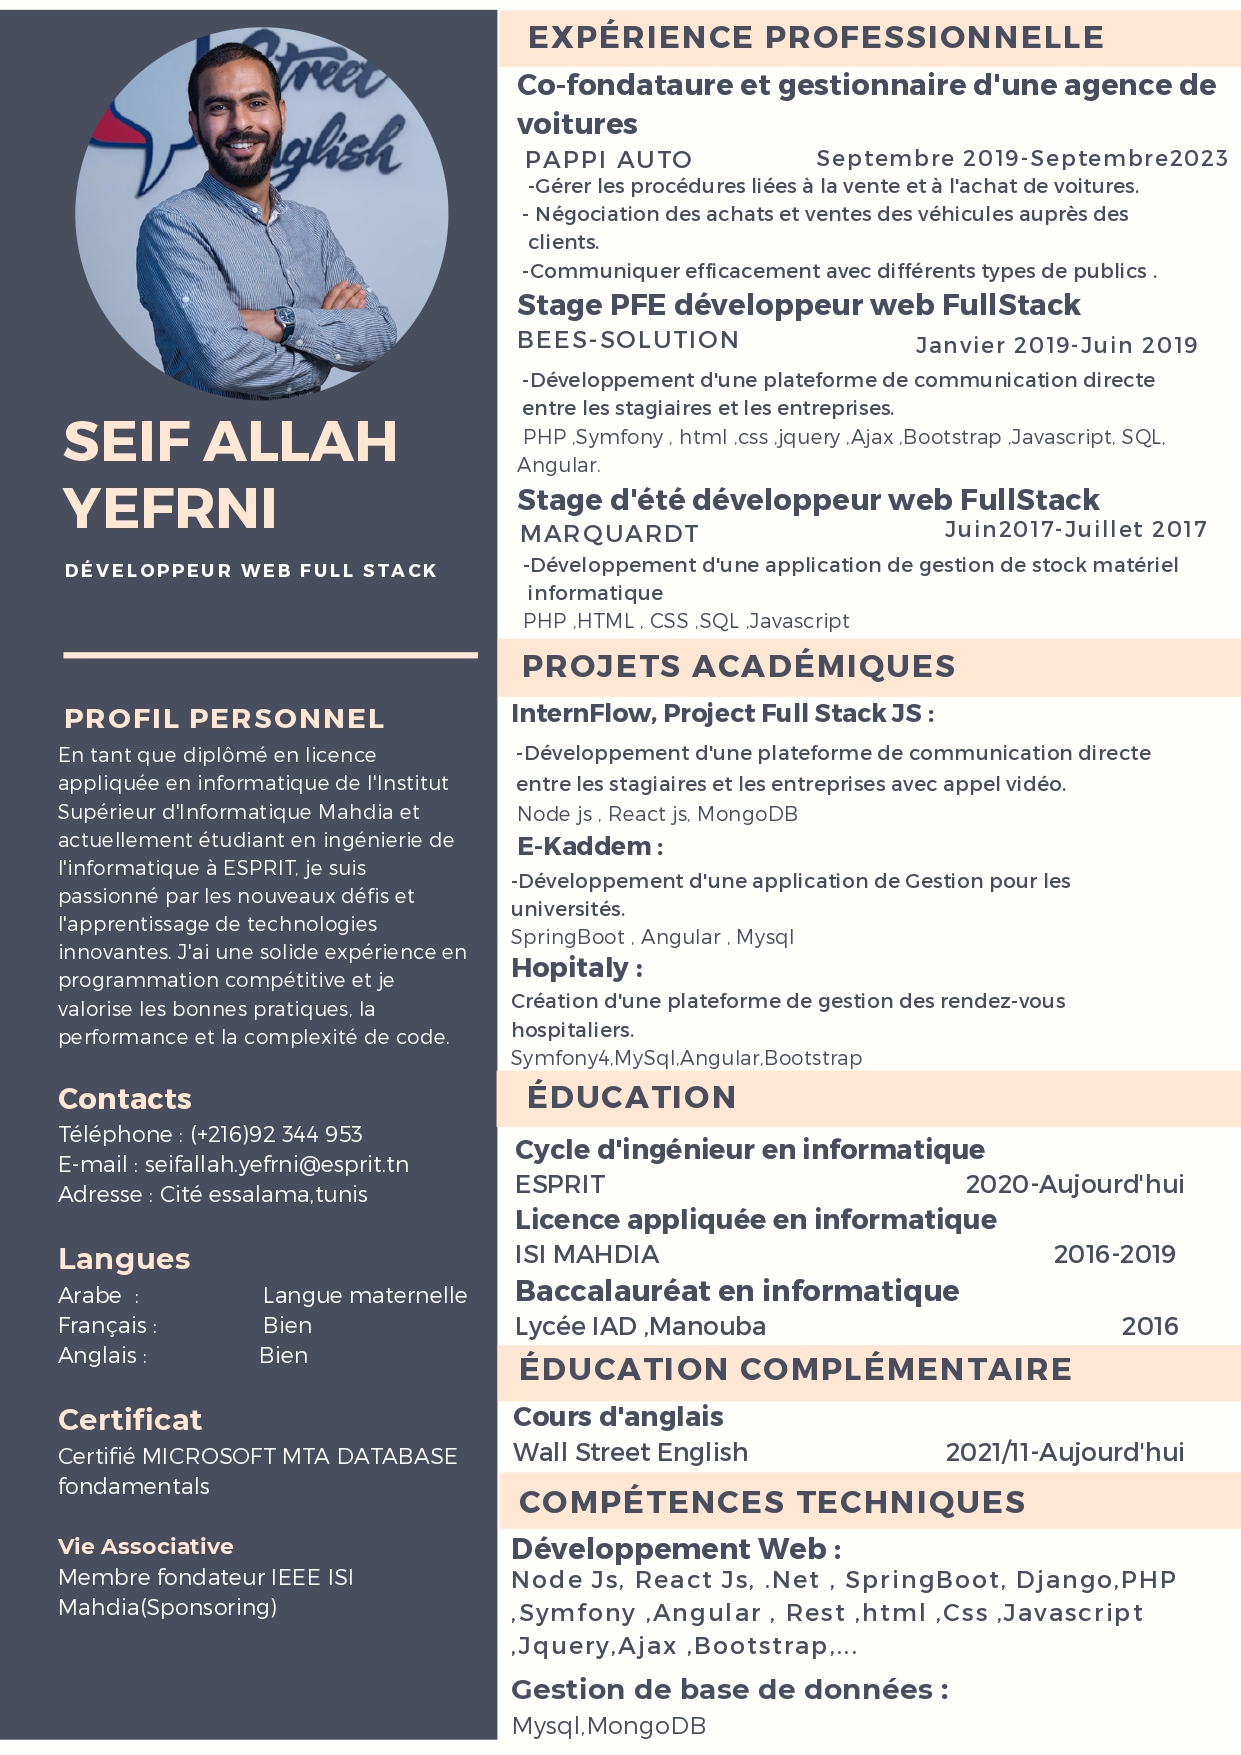 Street
English
SEIF ALLAH
YEFRNI
DÉVELOPPEUR WEB FULL STACK
PROFIL PERSONNEL
En tant que diplômé en licence
appliquée en informatique de l'Institut
Supérieur d'Informatique Mahdia et
actuellement étudiant en ingénierie de
l'informatique à ESPRIT, je suis
passionné par les nouveaux défis et
l'apprentissage de technologies
innovantes. J'ai une solide expérience en
programmation compétitive et je
valorise les bonnes pratiques, la
performance et la complexité de code.
Contacts
Téléphone : (+216)92 344 953
E-mail : seifallah.yefrni@esprit.tn
Adresse : Cité essalama,tunis
Langues
Arabe : Langue maternelle
Français : Bien
Anglais : Bien
Certificat
Certifié MICROSOFT MTA DATABASE
fondamentals
Vie Associative
Membre fondateur IEEE ISI
Mahdia(Sponsoring)
EXPÉRIENCE PROFESSIONNELLE
Co-fondataure et gestionnaire d'une agence de
voitures
PAPPI AUTO Septembre 2019-Septembre2023
-Gérer les procédures liées à la vente et à l'achat de voitures.
- Négociation des achats et ventes des véhicules auprès des
clients.
-Communiquer efficacement avec différents types de publics .
Stage PFE développeur web FullStack
BEES-SOLUTION Janvier 2019-Juin 2019
-Développement d'une plateforme de communication directe
entre les stagiaires et les entreprises.
PHP ,Symfony , html ,css ,jquery ,Ajax ,Bootstrap ,Javascript, SQL,
Angular.
Stage d'été développeur web FullStack
MARQUARDT Juin2017-Juillet 2017
-Développement d'une application de gestion de stock matériel
informatique
PHP ,HTML , CSS ,SQL ,Javascript
PROJETS ACADÉMIQUES
InternFlow, Project Full Stack JS :
-Développement d'une plateforme de communication directe
entre les stagiaires et les entreprises avec appel vidéo.
Node js , React js, MongoDB
E-Kaddem :
-Développement d'une application de Gestion pour les
universités.
SpringBoot , Angular , Mysql
Hopitaly :
Création d'une plateforme de gestion des rendez-vous
hospitaliers.
Symfony4,MySql,Angular,Bootstrap
ÉDUCATION
Cycle d'ingénieur en informatique
ESPRIT 2020-Aujourd'hui
Licence appliquée en informatique
ISI MAHDIA 2016-2019
Baccalauréat en informatique
Lycée IAD ,Manouba 2016
ÉDUCATION COMPLÉMENTAIRE
Cours d'anglais
Wall Street English 2021/11-Aujourd'hui
COMPÉTENCES TECHNIQUES
Développement Web :
Node Js, React Js, .Net , SpringBoot, Django,PHP
,Symfony ,Angular , Rest ,html ,Css ,Javascript
,Jquery,Ajax ,Bootstrap,...
Gestion de base de données :
Mysql,MongoDB